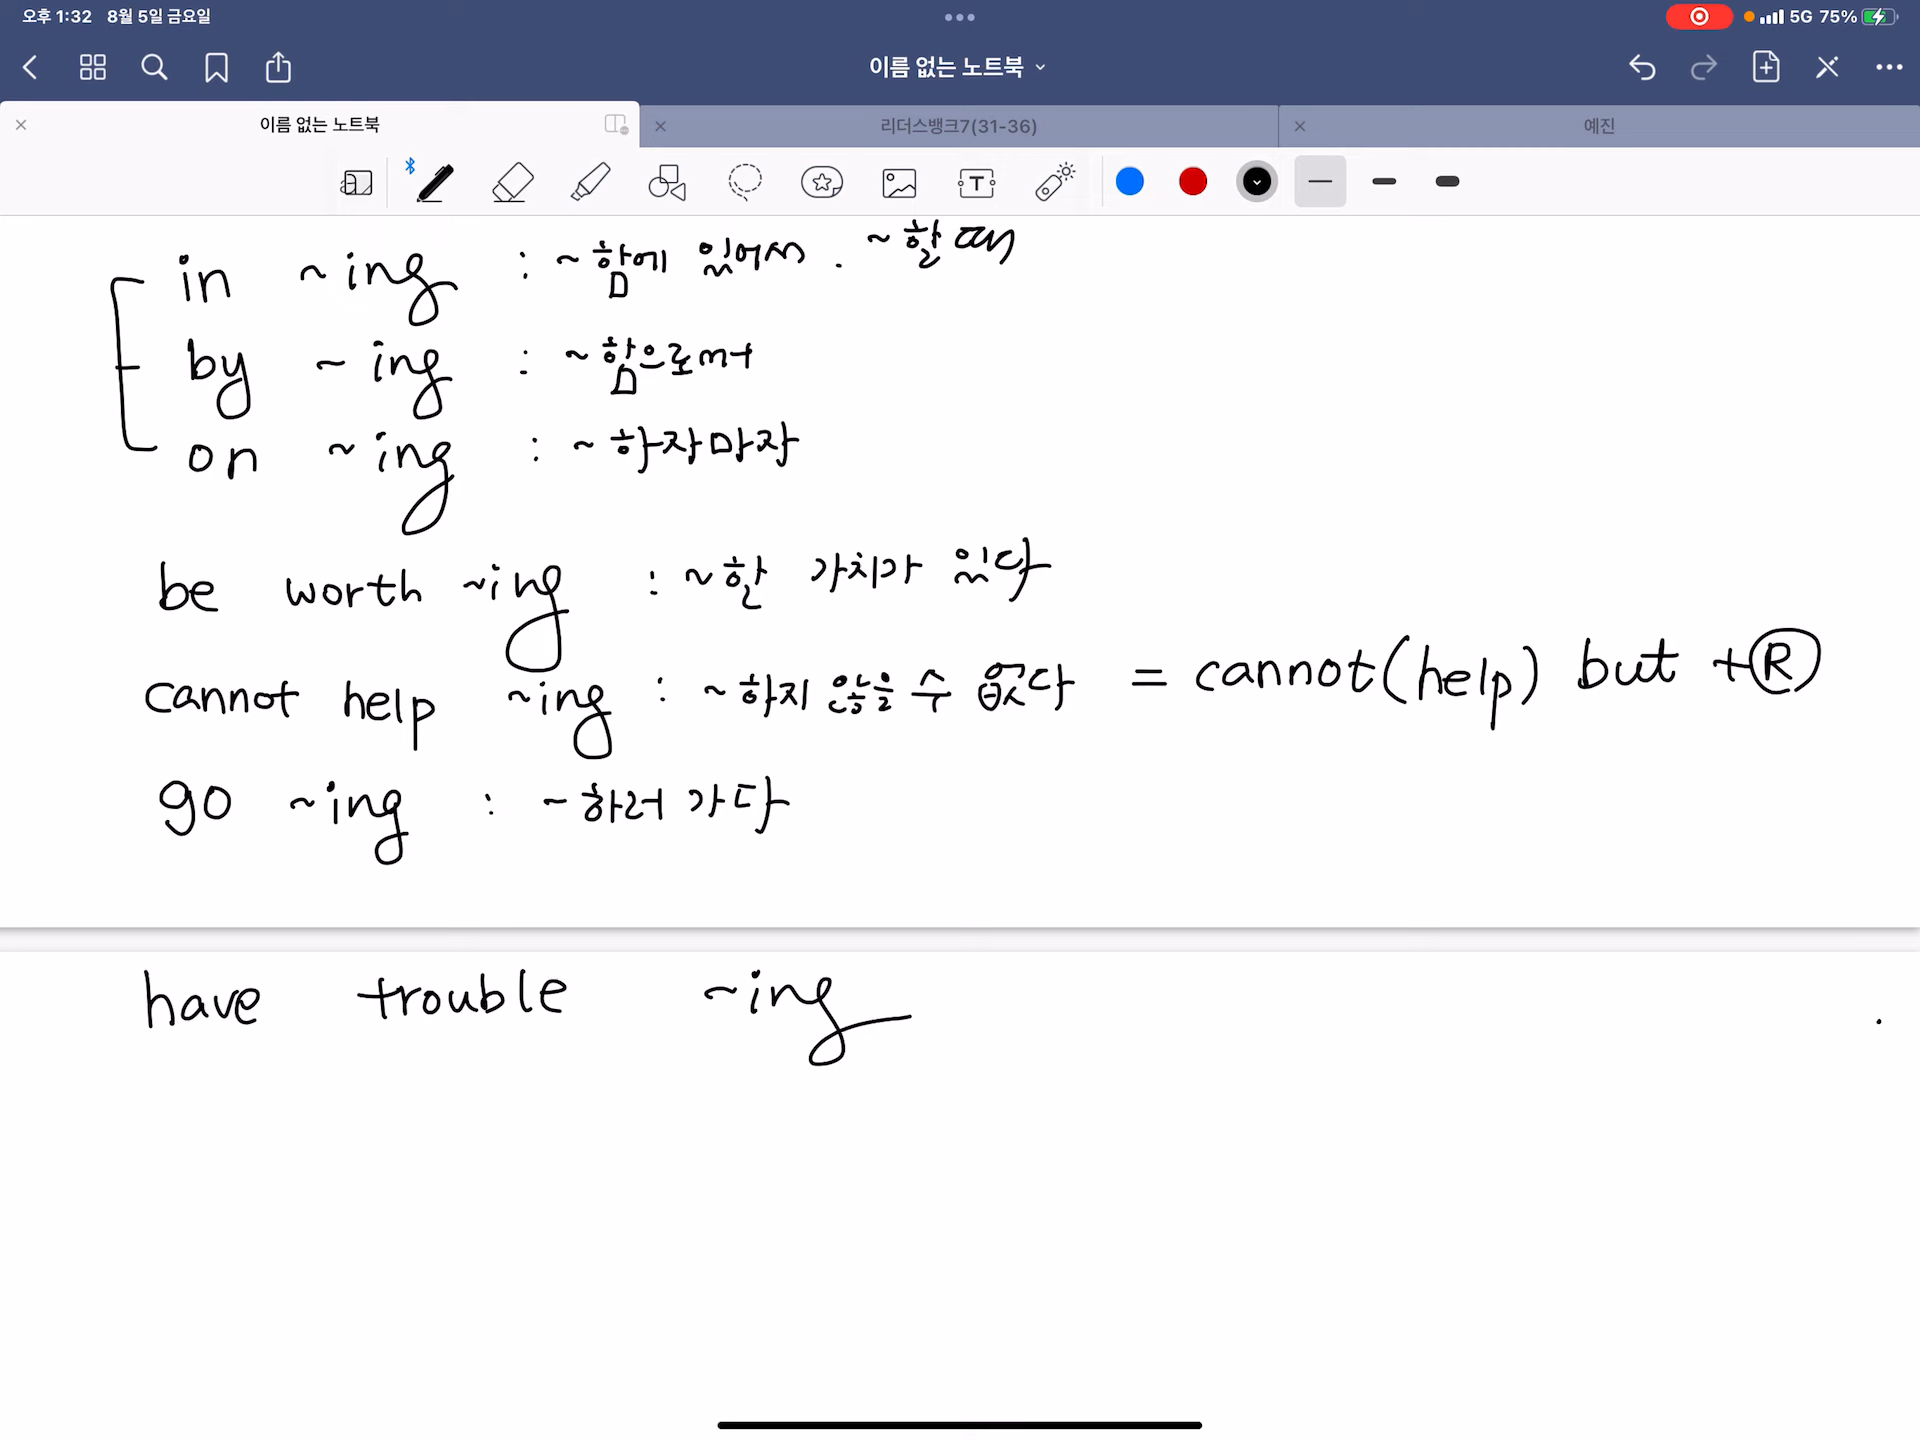 오후 1:32 8월 5일 금요일
5G 75%
이름 없는 노트북
이름 없는 노트북
리더스뱅크7(31-36)
예진
in ~ing : ~함에 있어서. ~할 때
by ~ing : ~함으로써
on ~ing : ~하자마자
be worth ~ing : ~한 가치가 있다
cannot help ~ing : ~하지 않을 수 없다 = cannot(help) but +R
go ~ing : ~하러 가다
have trouble ~ing